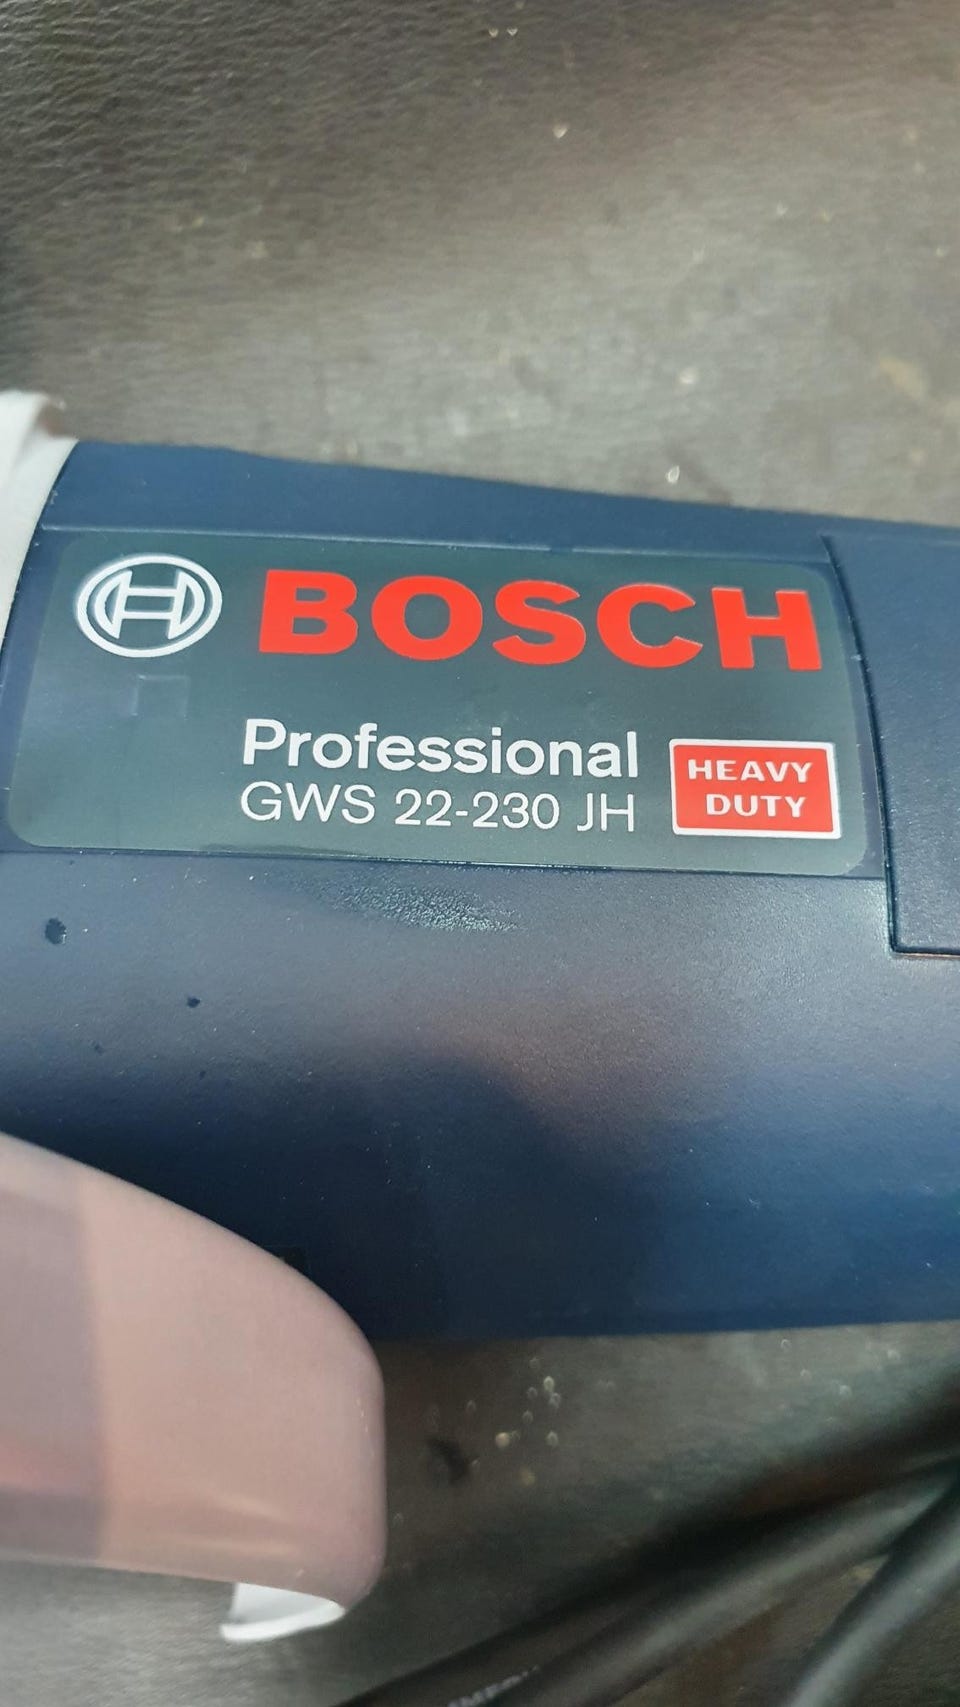 BOSCH
Professional
GWS 22-230 JH
HEAVY
DUTY